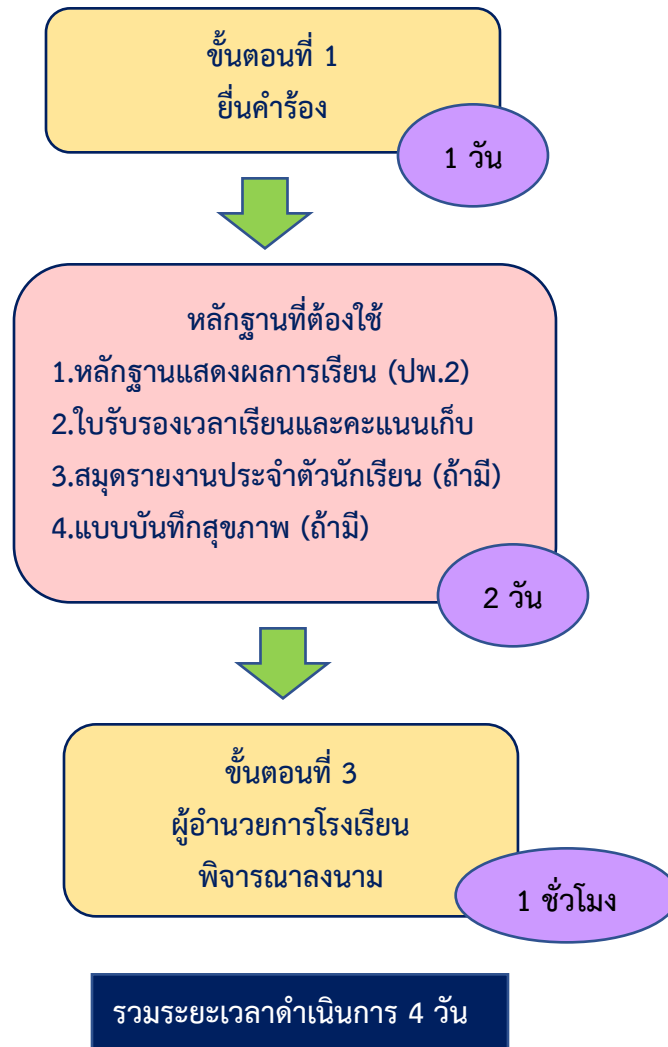 ขั้นตอนที่ 1
ยื่นคำร้อง
1 วัน
หลักฐานที่ต้องใช้
1.หลักฐานแสดงผลการเรียน (ปพ.2)
2.ใบรับรองเวลาเรียนและคะแนนเก็บ
3.สมุดรายงานประจำตัวนักเรียน (ถ้ามี)
4.แบบบันทึกสุขภาพ (ถ้ามี)
2 วัน
ขั้นตอนที่ 3
ผู้อำนวยการโรงเรียน
พิจารณาลงนาม
1 ชั่วโมง
รวมระยะเวลาดำเนินการ 4 วัน